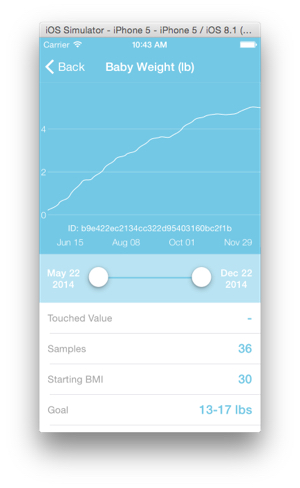 iOS Simulator - iPhone 5 - iPhone 5 / iOS 8.1 (...
Carrier 10:43 AM
Back Baby Weight (lb)
4
2
0
ID: b9e422ec2134cc322d95403160bc2f1b
Jun 15 Aug 08 Oct 01 Nov 29
May 22 Dec 22
2014 2014
Touched Value -
Samples 36
Starting BMI 30
Goal 13-17 lbs